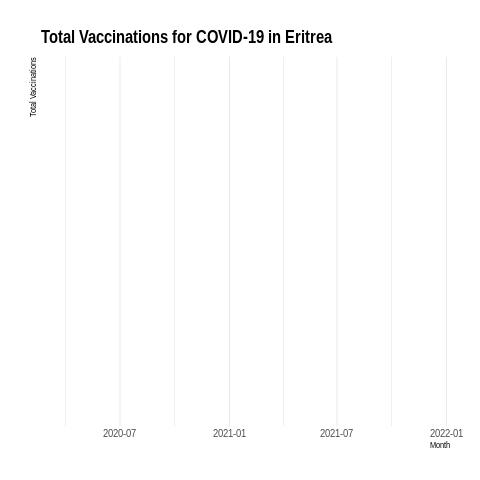 Total Vaccinations for COVID-19 in Eritrea
Total Vaccinations
2020-07 2021-01 2021-07 2022-01
Month